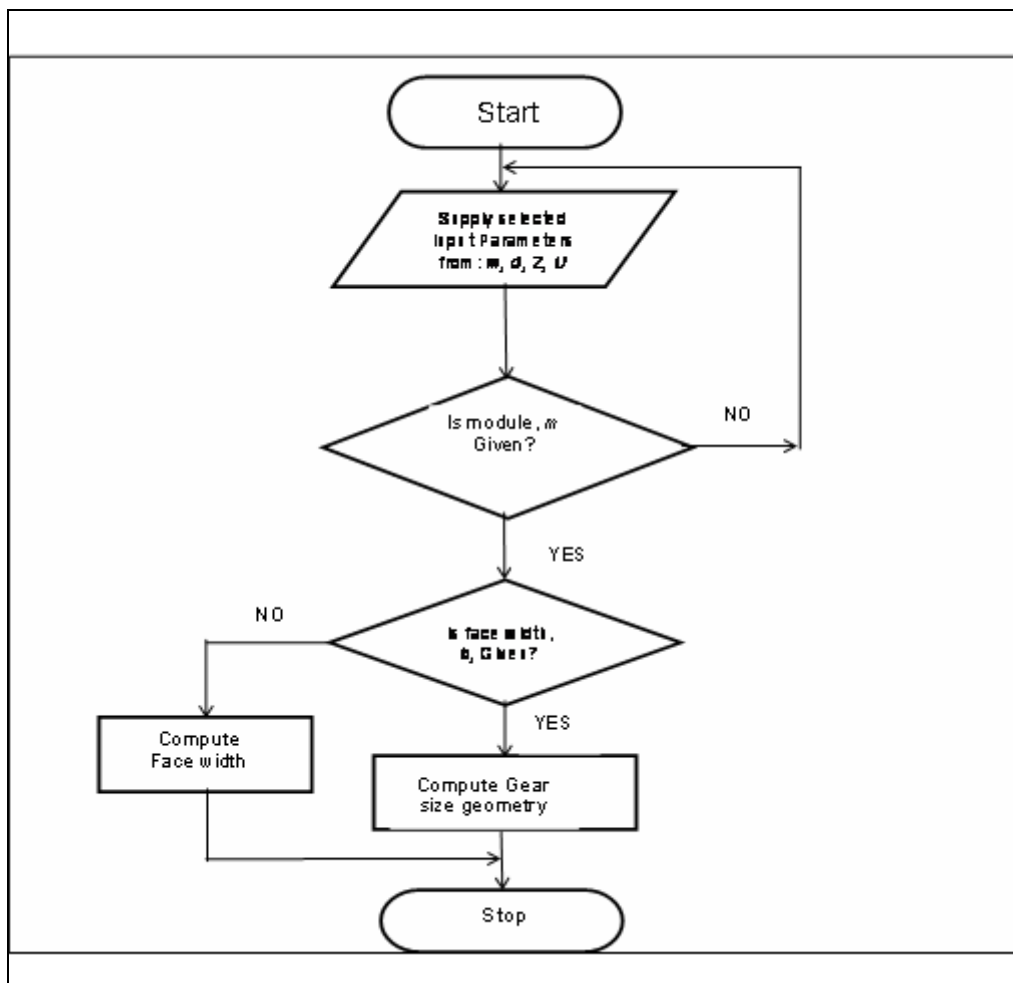 Start
Supply selected
Input Parameters
from: m, d, Z, U
Is module, m
Given?
NO
YES
NO
Is face width,
b, Given?
YES
Compute
Face width
Compute Gear
size geometry
Stop